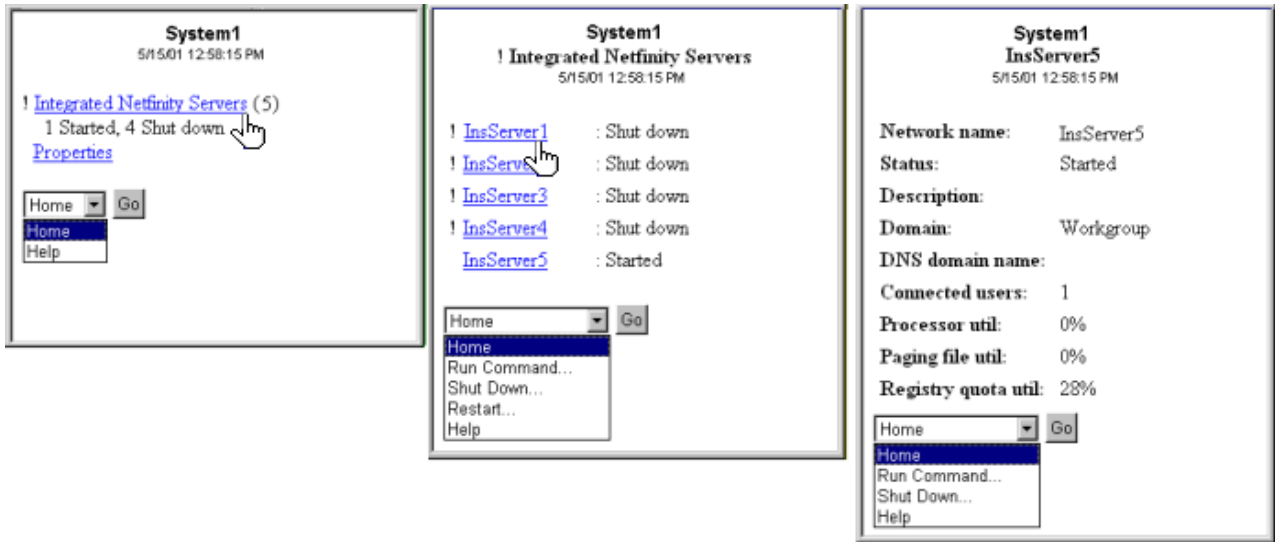 System1
5/15/01 12:58:15 PM
! Integrated Netfinity Servers (5)
1 Started, 4 Shut down
Properties
Home Go
Home
Help
System1
! Integrated Netfinity Servers
5/15/01 12:58:15 PM
! InsServer1 : Shut down
! InsServe : Shut down
! InsServer3 : Shut down
! InsServer4 : Shut down
InsServer5 : Started
Home Go
Home
Run Command...
Shut Down...
Restart...
Help
System1
InsServer5
5/15/01 12:58:15 PM
Network name: InsServer5
Status: Started
Description:
Domain: Workgroup
DNS domain name:
Connected users: 1
Processor util: 0%
Paging file util: 0%
Registry quota util: 28%
Home Go
Home
Run Command...
Shut Down...
Help